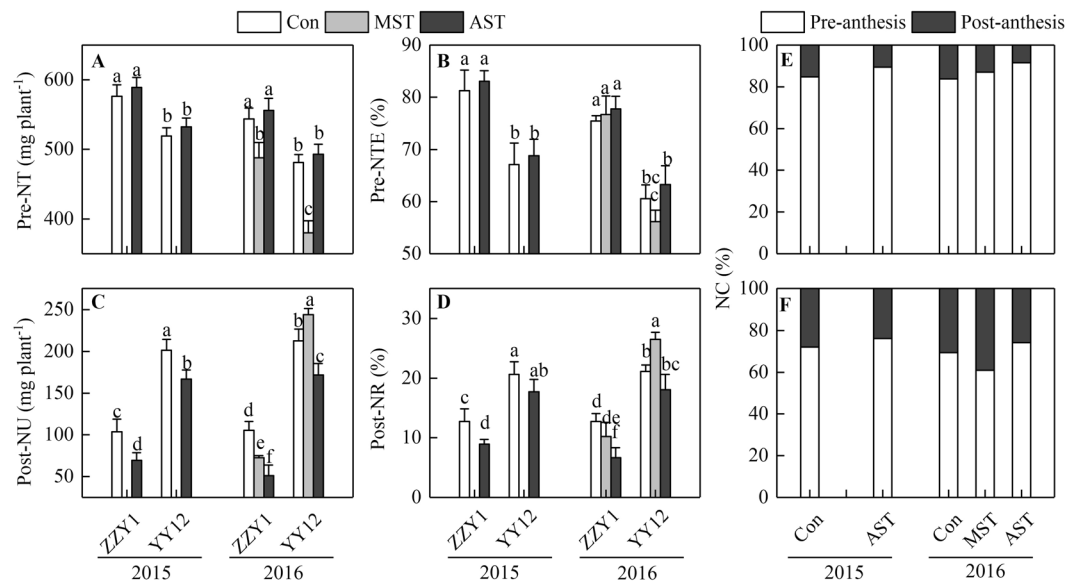 Con MST AST
Pre-anthesis Post-anthesis
A
Pre-NT (mg plant-1)
600
500
400
a a b b a b a b c b
B
Pre-NTE (%)
90
80
70
60
50
a a b b a a a bc c b
E
100
80
60
40
20
0
NC (%)
C
Post-NU (mg plant-1)
250
200
150
100
50
c d a b d e f b a c
ZZY1 YY12 ZZY1 YY12
2015 2016
D
Post-NR (%)
30
20
10
0
c d a ab d de f b a bc
ZZY1 YY12 ZZY1 YY12
2015 2016
F
100
80
60
40
20
0
Con AST Con MST AST
2015 2016